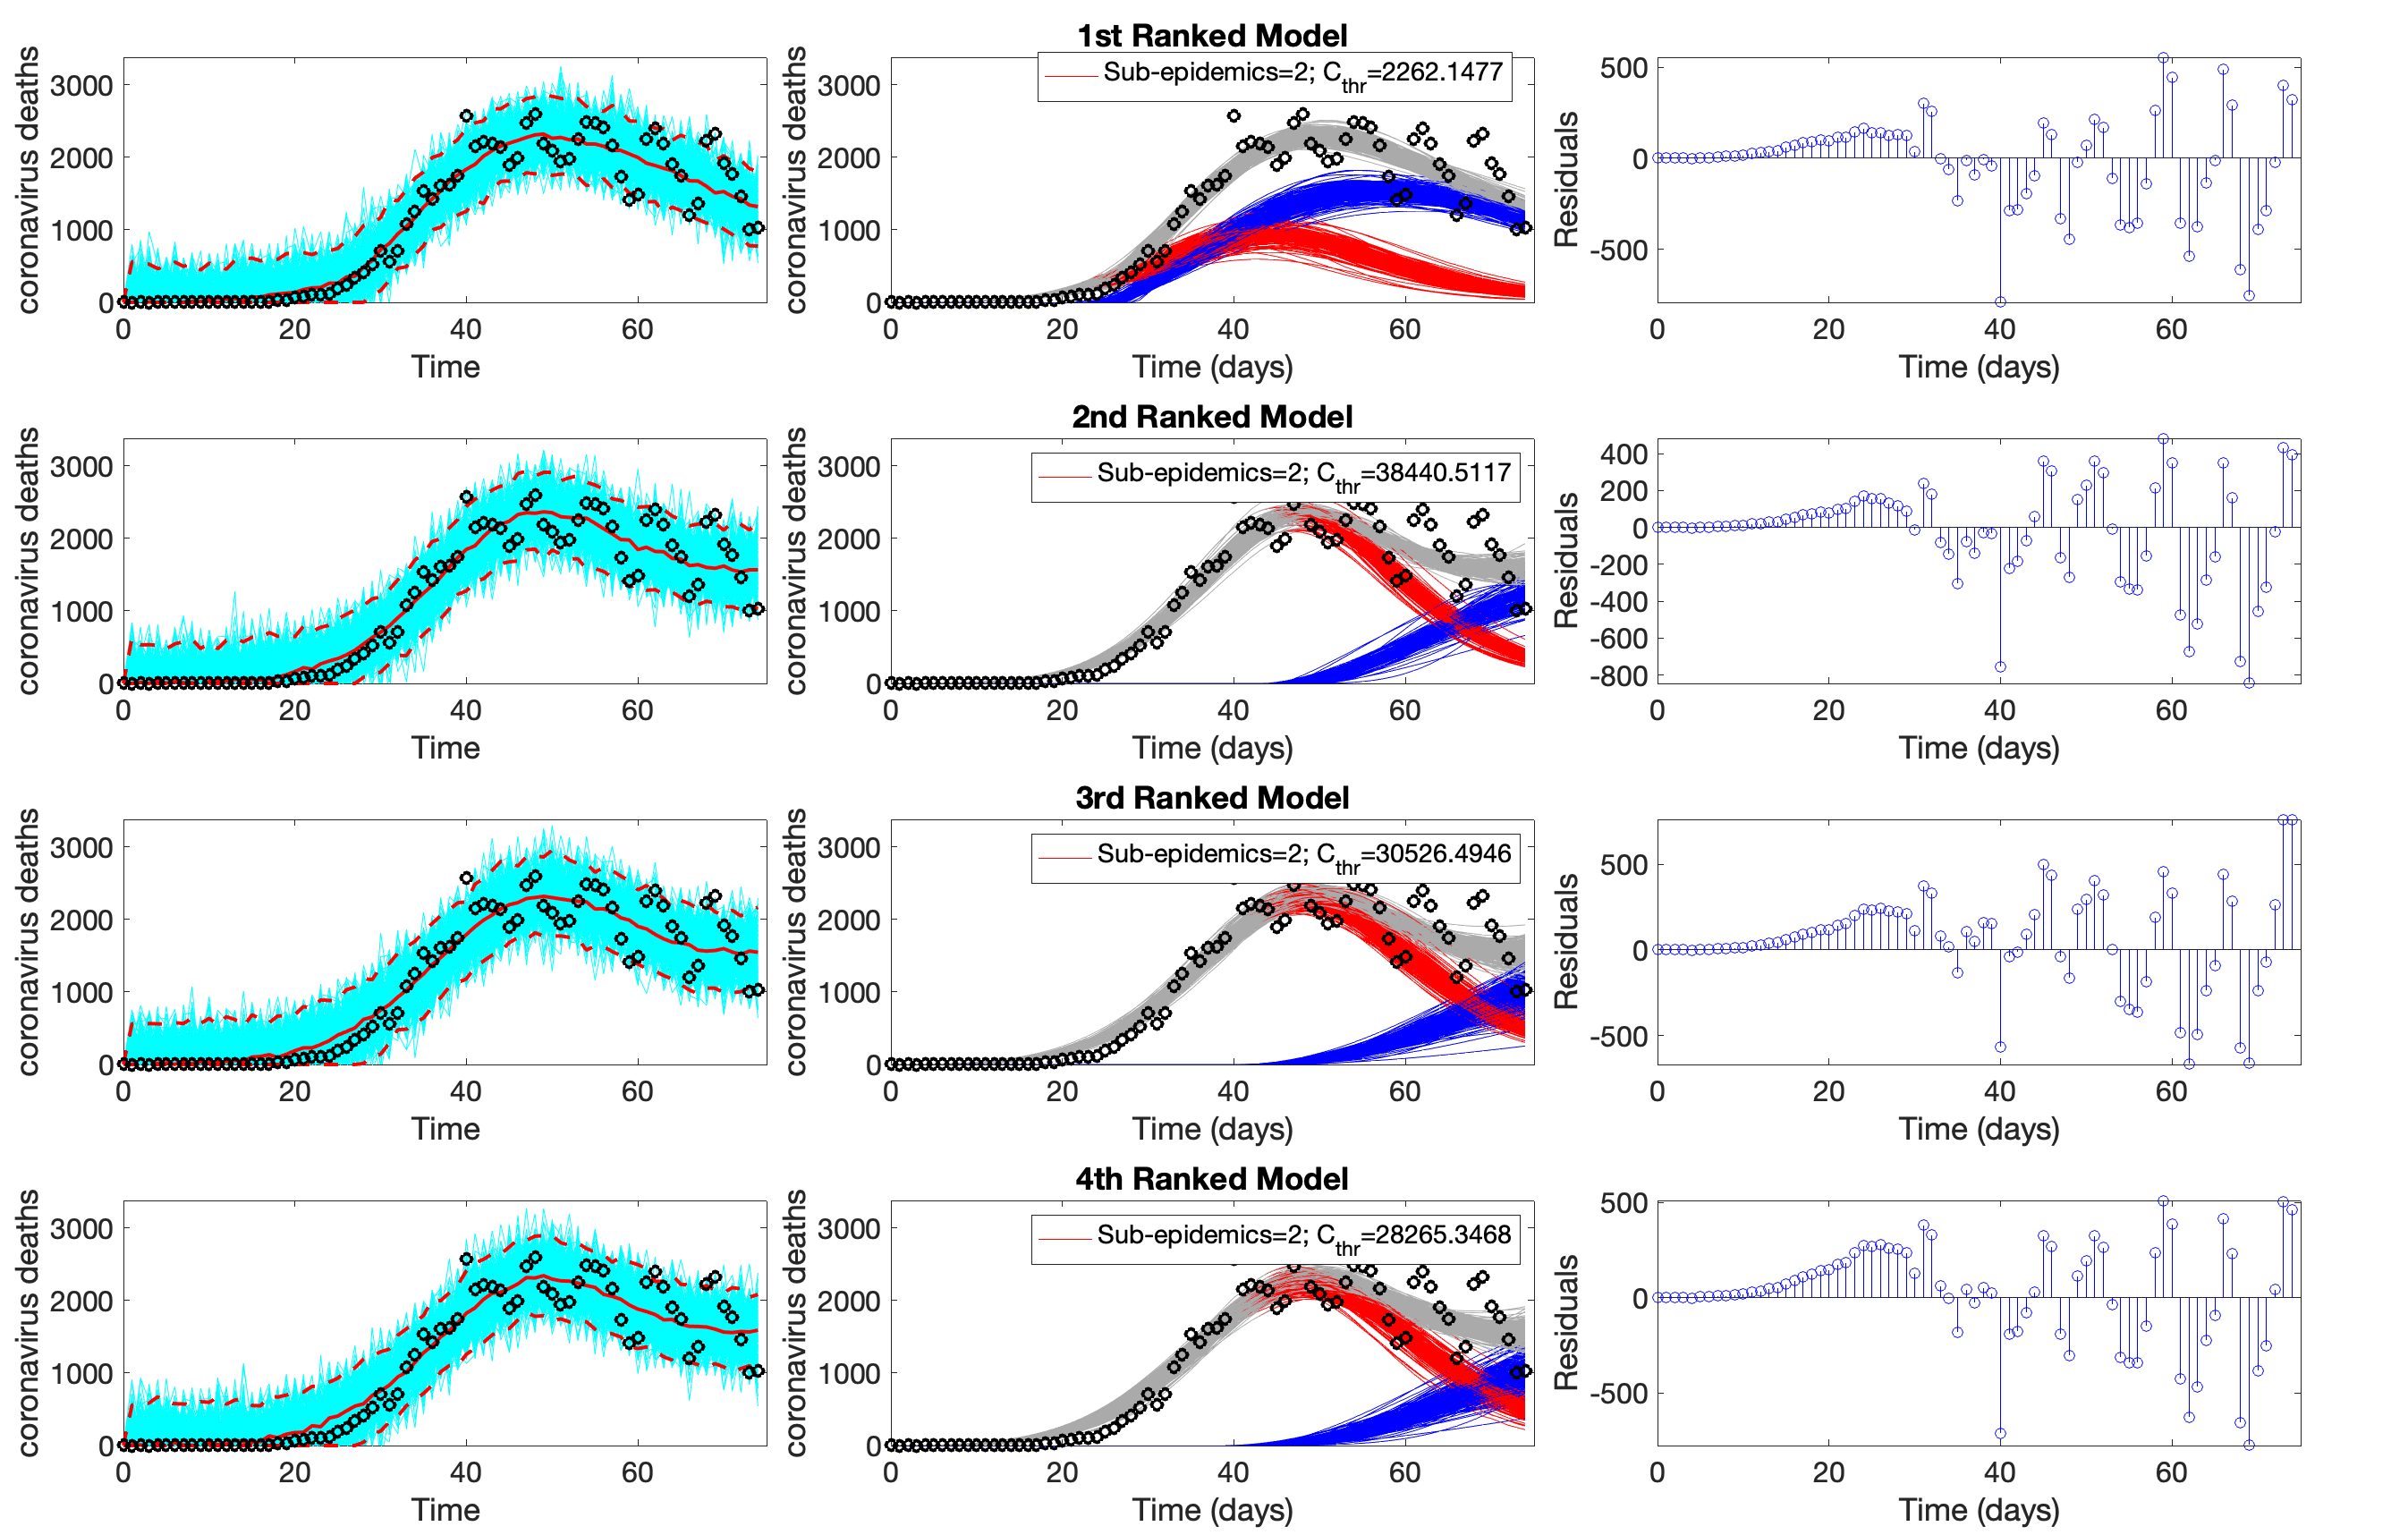 1st Ranked Model
coronavirus deaths
3000
2000
1000
0
0 20 40 60
Time
coronavirus deaths
3000
2000
1000
0
Sub-epidemics=2; Cthr=2262.1477
0 20 40 60
Time (days)
Residuals
500
0
-500
0 20 40 60
Time (days)
2nd Ranked Model
coronavirus deaths
3000
2000
1000
0
0 20 40 60
Time
coronavirus deaths
3000
2000
1000
0
Sub-epidemics=2; Cthr=38440.5117
0 20 40 60
Time (days)
Residuals
400
200
0
-200
-400
-600
-800
0 20 40 60
Time (days)
3rd Ranked Model
coronavirus deaths
3000
2000
1000
0
0 20 40 60
Time
coronavirus deaths
3000
2000
1000
0
Sub-epidemics=2; Cthr=30526.4946
0 20 40 60
Time (days)
Residuals
500
0
-500
0 20 40 60
Time (days)
4th Ranked Model
coronavirus deaths
3000
2000
1000
0
0 20 40 60
Time
coronavirus deaths
3000
2000
1000
0
Sub-epidemics=2; Cthr=28265.3468
0 20 40 60
Time (days)
Residuals
500
0
-500
0 20 40 60
Time (days)